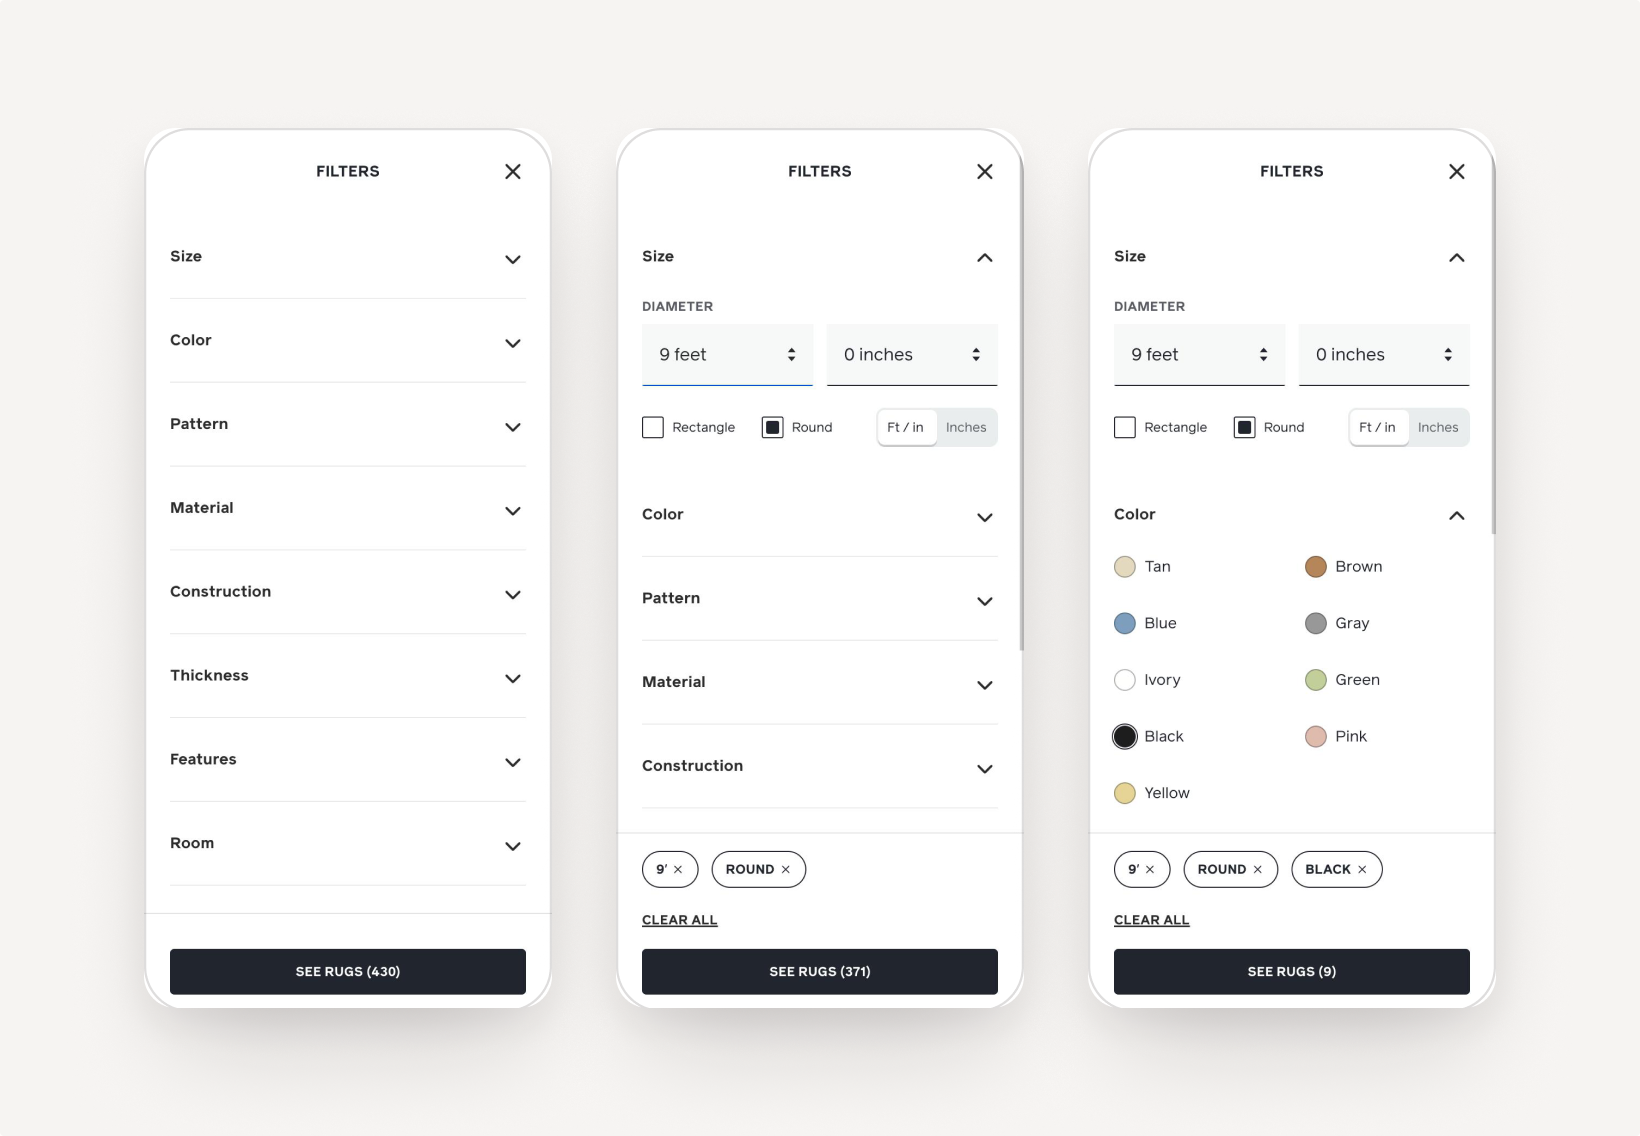 FILTERS
Size
Color
Pattern
Material
Construction
Thickness
Features
Room
SEE RUGS (430)
FILTERS
Size
DIAMETER
9 feet 0 inches
Rectangle Round Ft / in Inches
Color
Pattern
Material
Construction
9′ × ROUND ×
CLEAR ALL
SEE RUGS (371)
FILTERS
Size
DIAMETER
9 feet 0 inches
Rectangle Round Ft / in Inches
Color
Tan Brown
Blue Gray
Ivory Green
Black Pink
Yellow
9′ × ROUND × BLACK ×
CLEAR ALL
SEE RUGS (9)